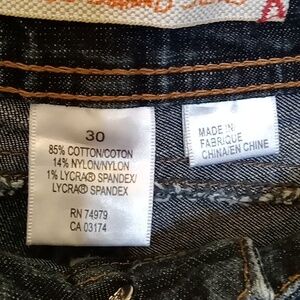 30
85% COTTON/COTON
14% NYLON/NYLON
1% LYCRA® SPANDEX/
LYCRA® SPANDEX
RN 74979
CA 03174
MADE IN
FABRIQUE
CHINA/EN CHINE